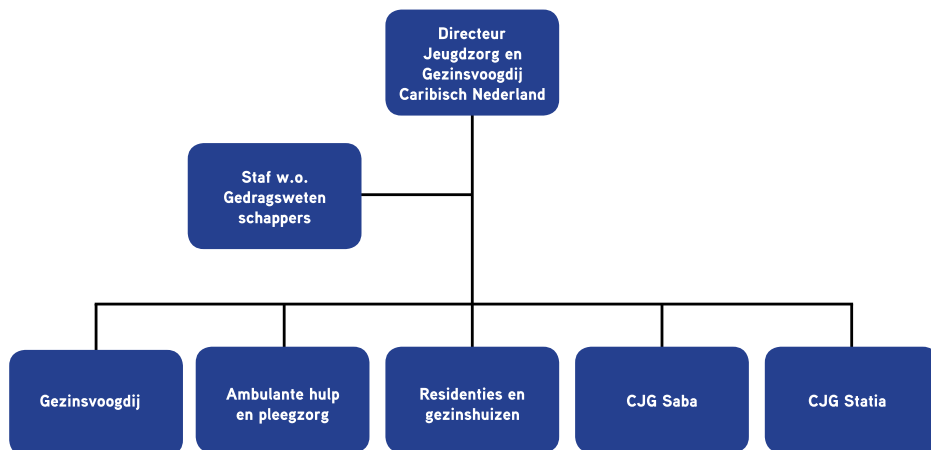 Directeur
Jeugdzorg en
Gezinsvoogdij
Caribisch Nederland
Staf w.o.
Gedragsweten
schappers
Gezinsvoogdij
Ambulante hulp
en pleegzorg
Residenties en
gezinshuizen
CJG Saba
CJG Statia